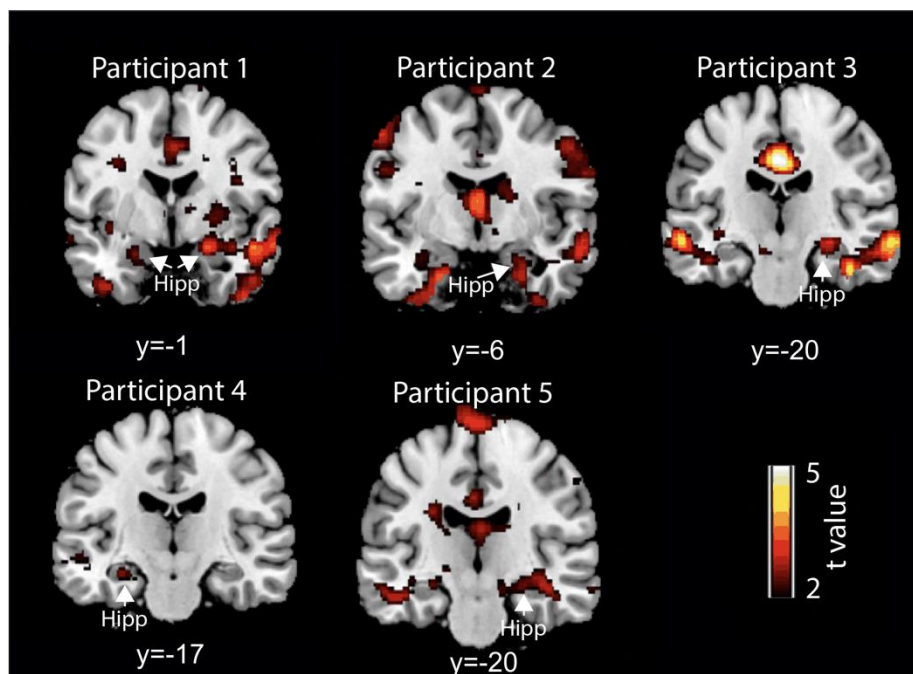 Participant 1
Participant 2
Participant 3
Hipp
Hipp
Hipp
y=-1
y=-6
y=-20
Participant 4
Participant 5
Hipp
Hipp
y=-17
y=-20
5
2
t value